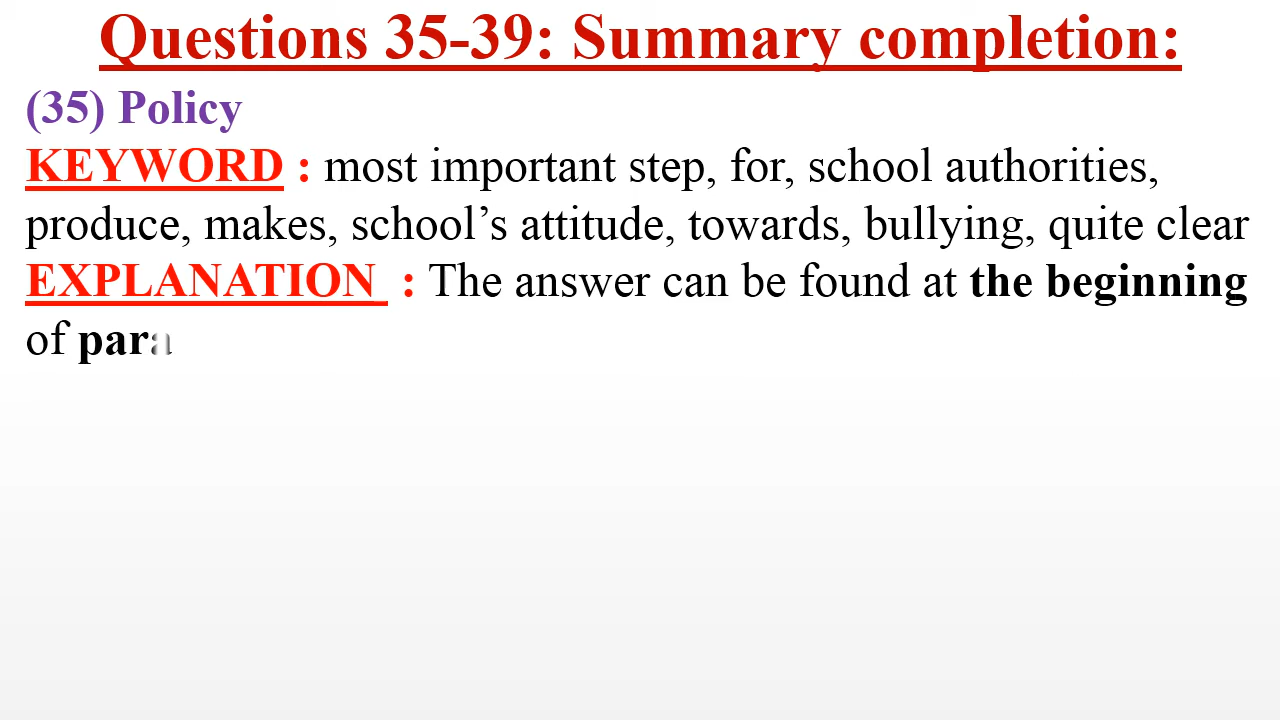 Questions 35-39: Summary completion:
(35) Policy
KEYWORD : most important step, for, school authorities,
produce, makes, school’s attitude, towards, bullying, quite clear
EXPLANATION : The answer can be found at the beginning
of para